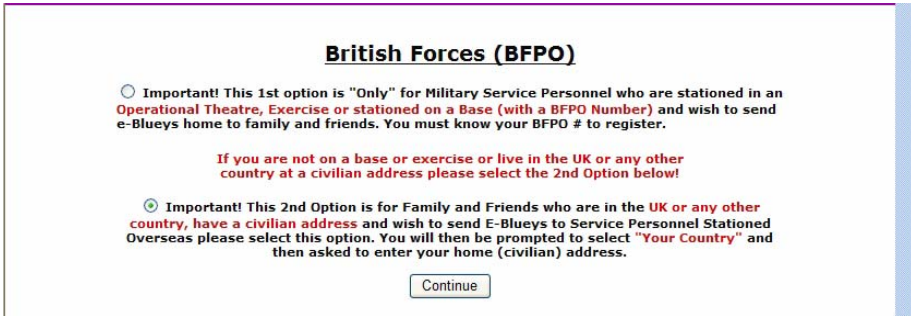 British Forces (BFPO)
Important! This 1st option is "Only" for Military Service Personnel who are stationed in an
Operational Theatre, Exercise or stationed on a Base (with a BFPO Number) and wish to send
e-Blueys home to family and friends. You must know your BFPO # to register.
If you are not on a base or exercise or live in the UK or any other
country at a civilian address please select the 2nd Option below!
Important! This 2nd Option is for Family and Friends who are in the UK or any other
country, have a civilian address and wish to send E-Blueys to Service Personnel Stationed
Overseas please select this option. You will then be prompted to select "Your Country" and
then asked to enter your home (civilian) address.
Continue